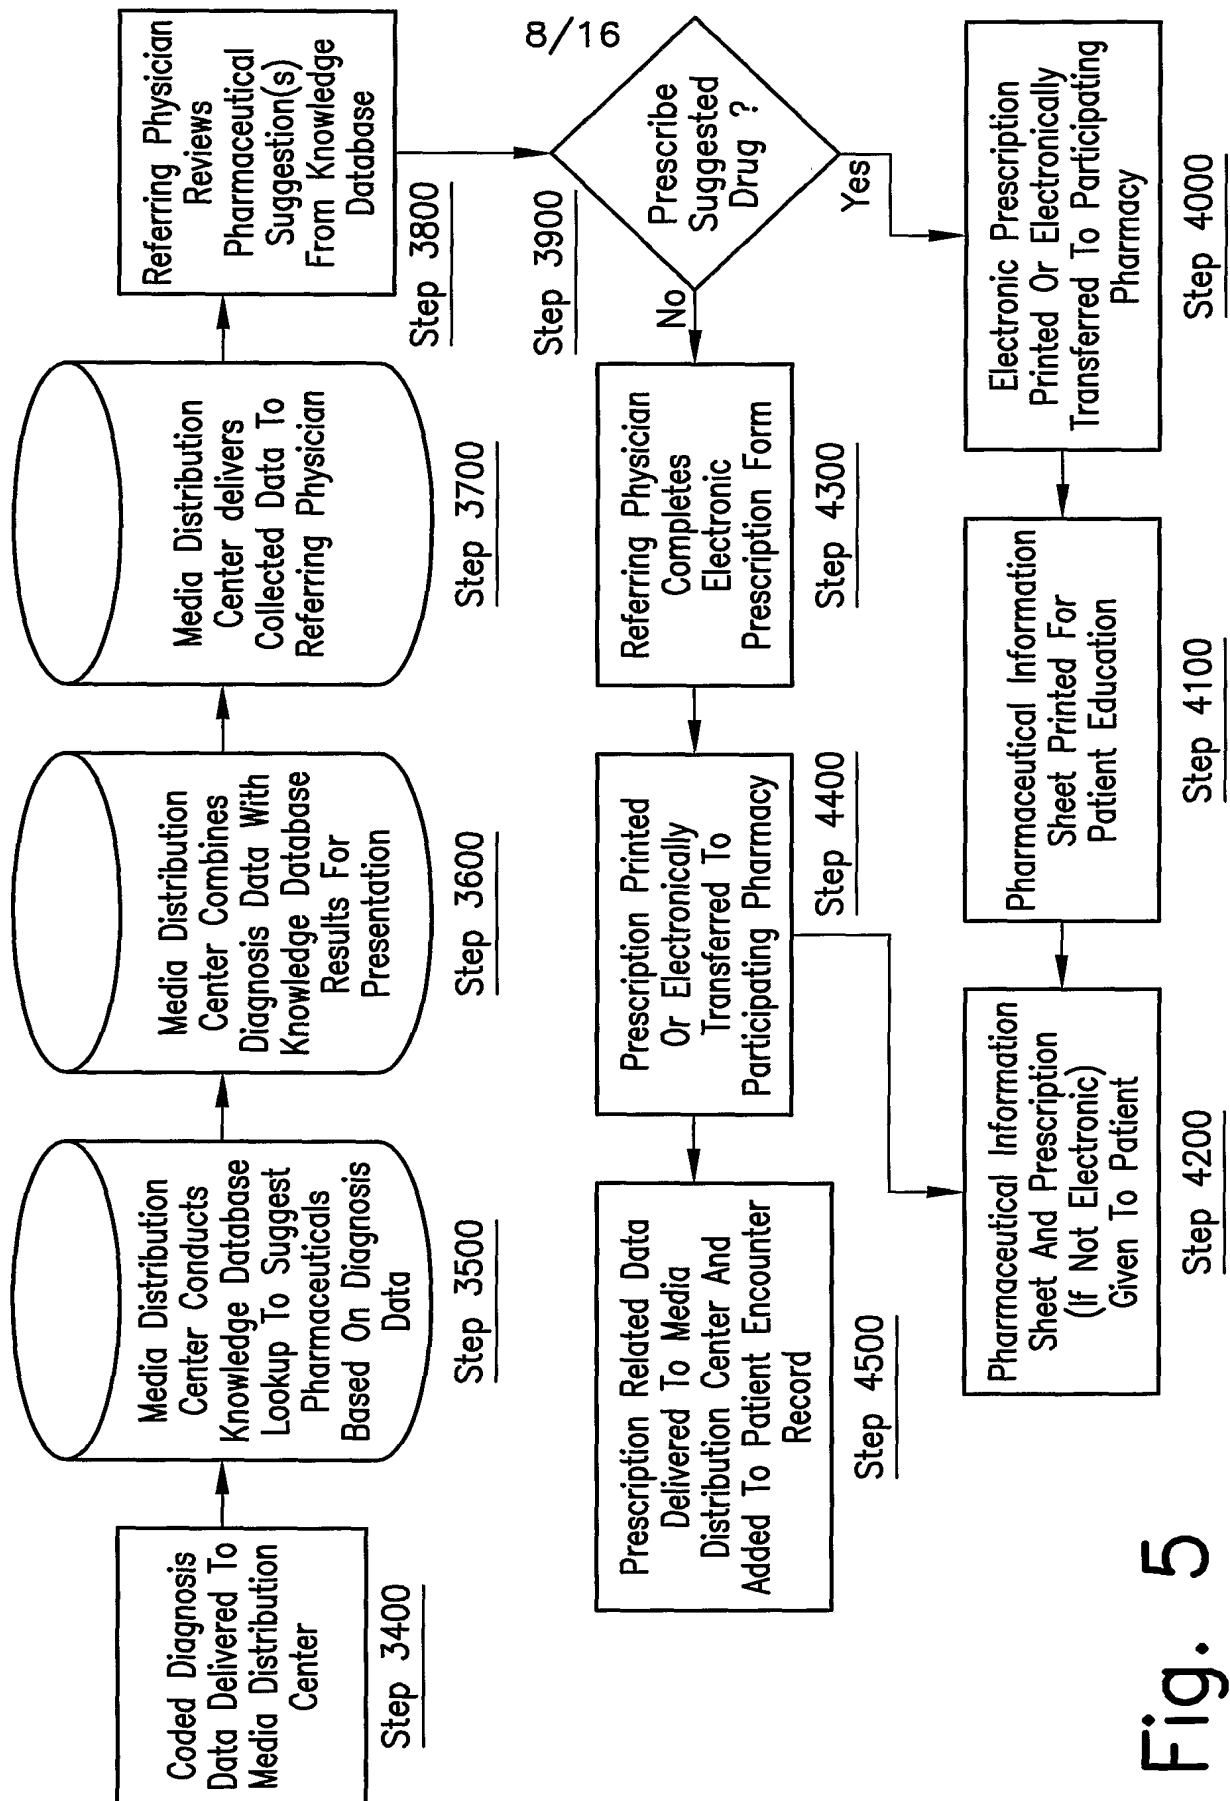 8/16
Coded Diagnosis
Data Delivered To
Media Distribution
Center
Step 3400
Media Distribution
Center Conducts
Knowledge Database
Lookup To Suggest
Pharmaceuticals
Based On Diagnosis
Data
Step 3500
Media Distribution
Center Combines
Diagnosis Data With
Knowledge Database
Results For
Presentation
Step 3600
Media Distribution
Center delivers
Collected Data To
Referring Physician
Step 3700
Referring Physician
Reviews
Pharmaceutical
Suggestion(s)
From Knowledge
Database
Step 3800
Prescribe
Suggested
Drug ?
Step 3900
No
Yes
Referring Physician
Completes
Electronic
Prescription Form
Step 4300
Prescription Printed
Or Electronically
Transferred To
Participating Pharmacy
Step 4400
Prescription Related Data
Delivered To Media
Distribution Center And
Added To Patient Encounter
Record
Step 4500
Electronic Prescription
Printed Or Electronically
Transferred To Participating
Pharmacy
Step 4000
Pharmaceutical Information
Sheet Printed For
Patient Education
Step 4100
Pharmaceutical Information
Sheet And Prescription
(If Not Electronic)
Given To Patient
Step 4200
Fig. 5